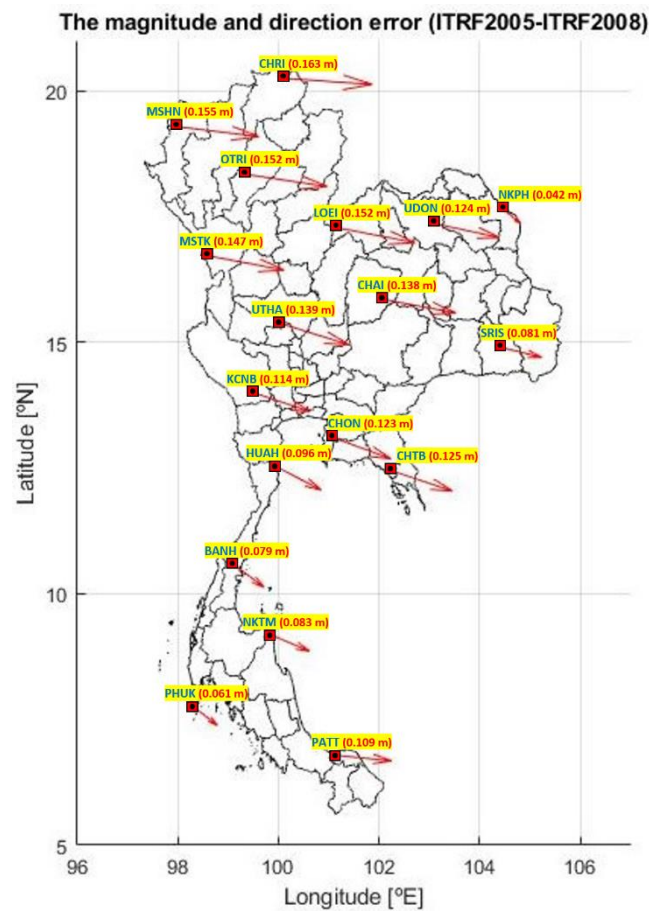 The magnitude and direction error (ITRF2005-ITRF2008)
CHRI (0.163 m)
20
MSHN (0.155 m)
OTRI (0.152 m)
NKPH (0.042 m)
LOEI (0.152 m)
UDON (0.124 m)
MSTK (0.147 m)
CHAI (0.138 m)
UTHA (0.139 m)
SRIS (0.081 m)
15
KCNB (0.114 m)
CHON (0.123 m)
HUAH (0.096 m)
CHTB (0.125 m)
BANH (0.079 m)
10
NKTM (0.083 m)
PHUK (0.061 m)
PATT (0.109 m)
5
96 98 100 102 104 106
Longitude [ºE]
Latitude [ºN]